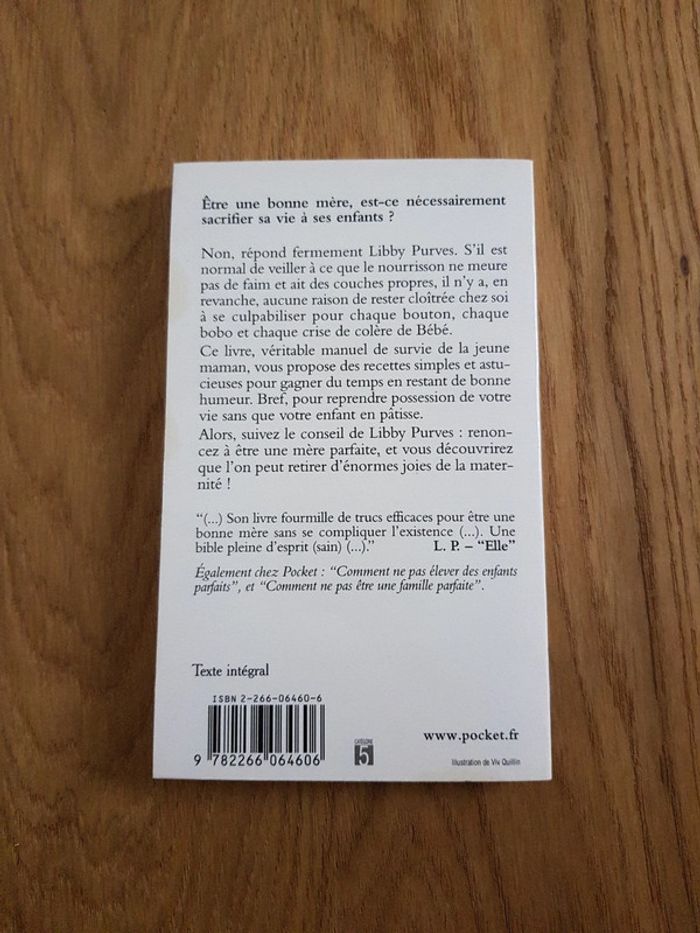 Être une bonne mère, est-ce nécessairement
sacrifier sa vie à ses enfants ?
Non, répond fermement Libby Purves. S'il est
normal de veiller à ce que le nourrisson ne meure
pas de faim et ait des couches propres, il n'y a, en
revanche, aucune raison de rester cloîtrée chez soi
à se culpabiliser pour chaque bouton, chaque
bobo et chaque crise de colère de Bébé.
Ce livre, véritable manuel de survie de la jeune
maman, vous propose des recettes simples et astu-
cieuses pour gagner du temps en restant de bonne
humeur. Bref, pour reprendre possession de votre
vie sans que votre enfant en pâtisse.
Alors, suivez le conseil de Libby Purves : renon-
cez à être une mère parfaite, et vous découvrirez
que l'on peut retirer d'énormes joies de la mater-
nité !
“(...) Son livre fourmille de trucs efficaces pour être une
bonne mère sans se compliquer l'existence (...). Une
bible pleine d'esprit (sain) (...).” L. P. – “Elle”
Également chez Pocket : “Comment ne pas élever des enfants
parfaits”, et “Comment ne pas être une famille parfaite”.
Texte intégral
ISBN 2-266-06460-6
9 782266 064606
CATÉGORIE
5
www.pocket.fr
Illustration de Viv Quillin